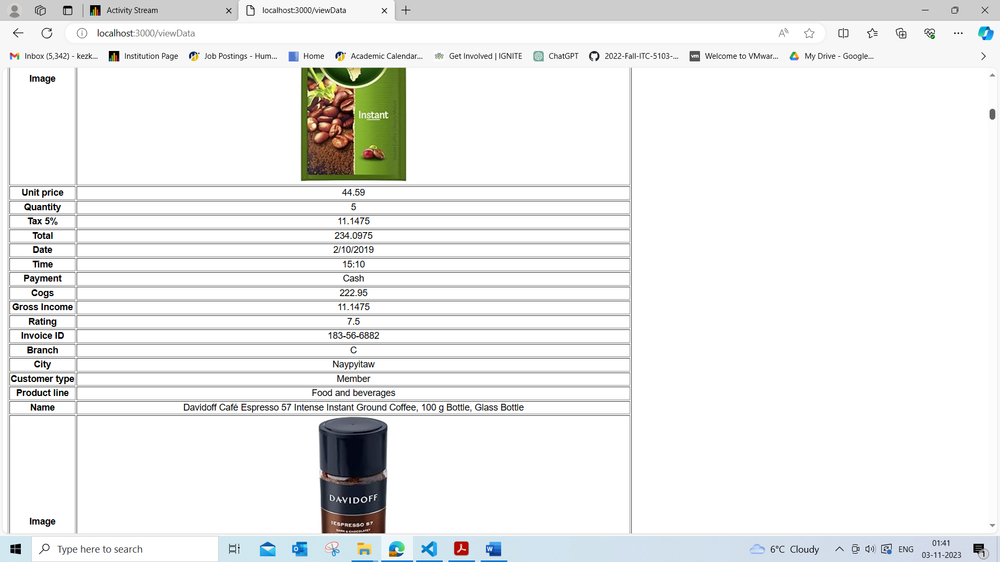 Activity Stream
localhost:3000/viewData
localhost:3000/viewData
Inbox (5,342) - kezk...
Institution Page
Job Postings - Hum...
Home
Academic Calendar...
Get Involved | IGNITE
ChatGPT
2022-Fall-ITC-5103-...
vm
Welcome to VMwar...
My Drive - Google...
Image
Instant
Unit price 44.59
Quantity 5
Tax 5% 11.1475
Total 234.0975
Date 2/10/2019
Time 15:10
Payment Cash
Cogs 222.95
Gross Income 11.1475
Rating 7.5
Invoice ID 183-56-6882
Branch C
City Naypyitaw
Customer type Member
Product line Food and beverages
Name Davidoff Café Espresso 57 Intense Instant Ground Coffee, 100 g Bottle, Glass Bottle
DAVIDOFF
Image
ESPRESSO 57
DARK & CHOCOLATEY
Type here to search
6°C Cloudy
ENG
01:41
03-11-2023
1